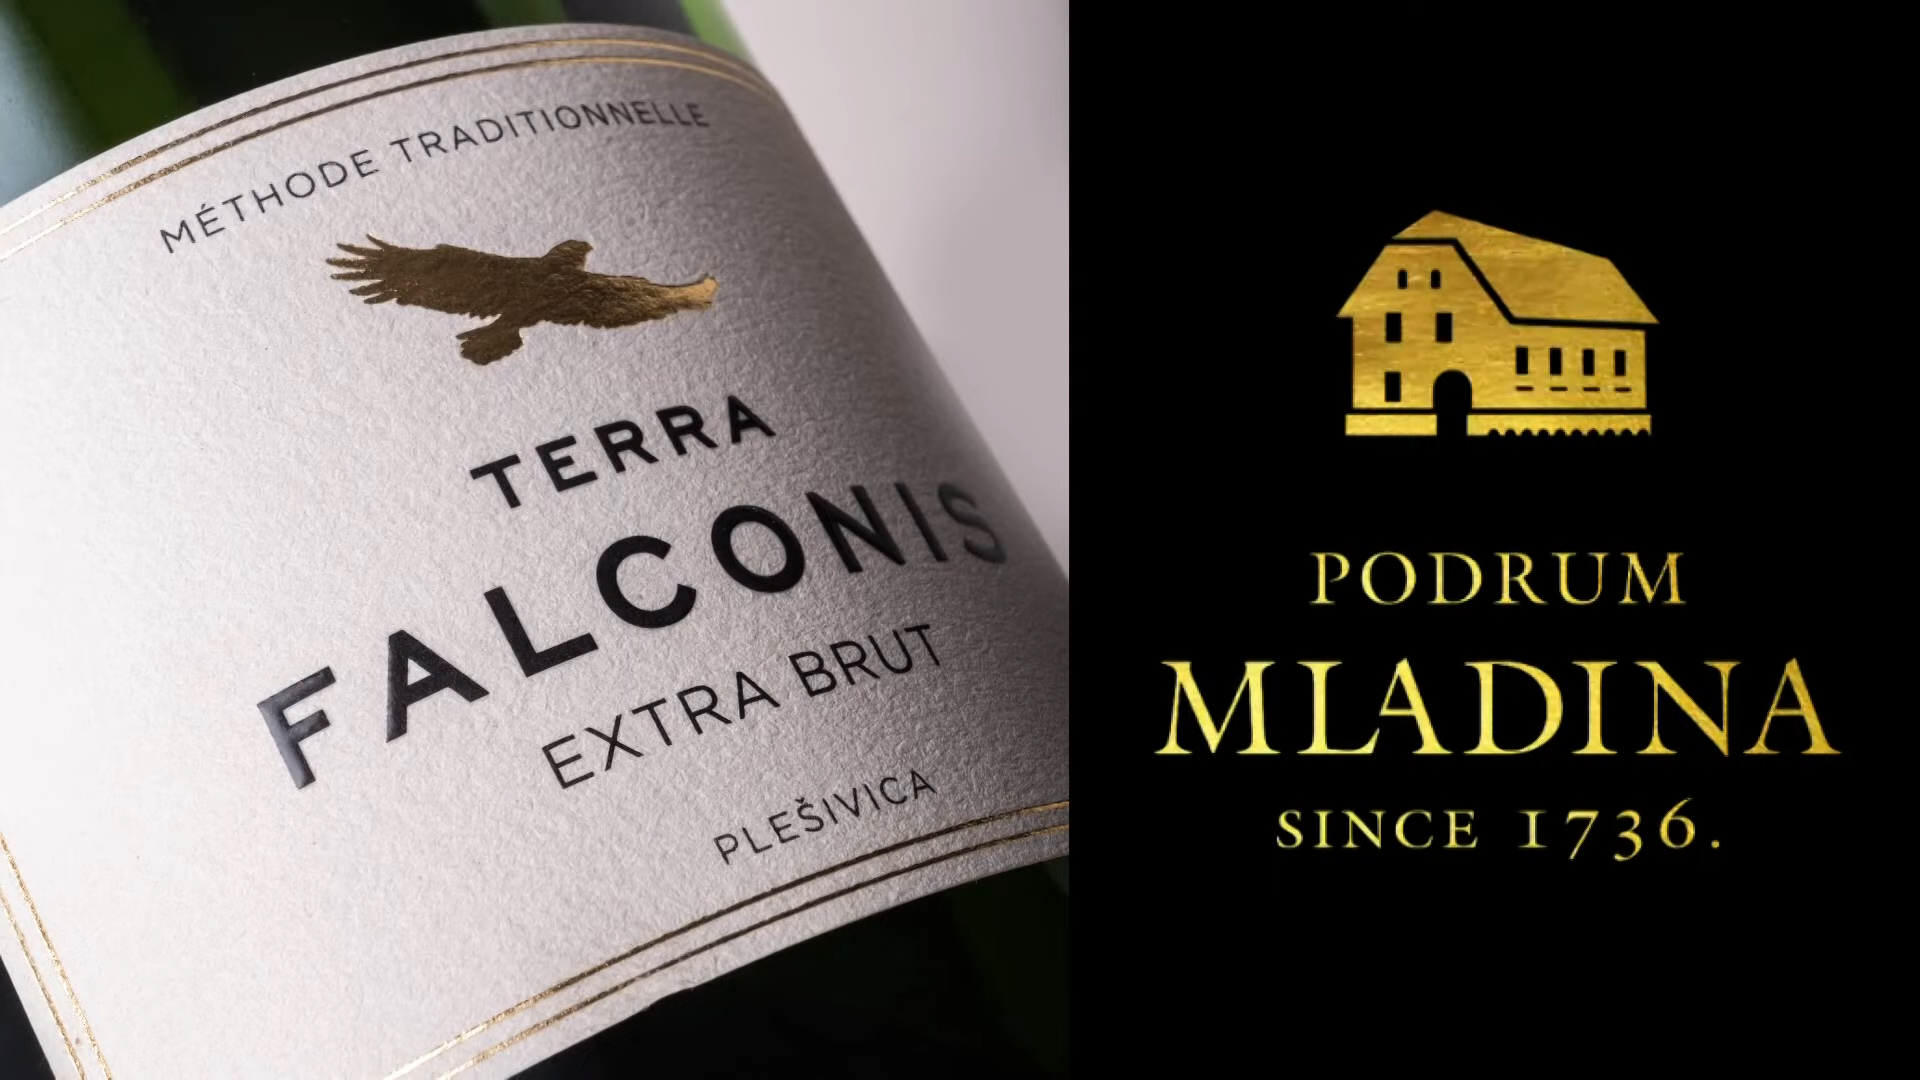 MÉTHODE TRADITIONNELLE
TERRA
FALCONIS
EXTRA BRUT
PLEŠIVICA
PODRUM
MLADINA
SINCE 1736.